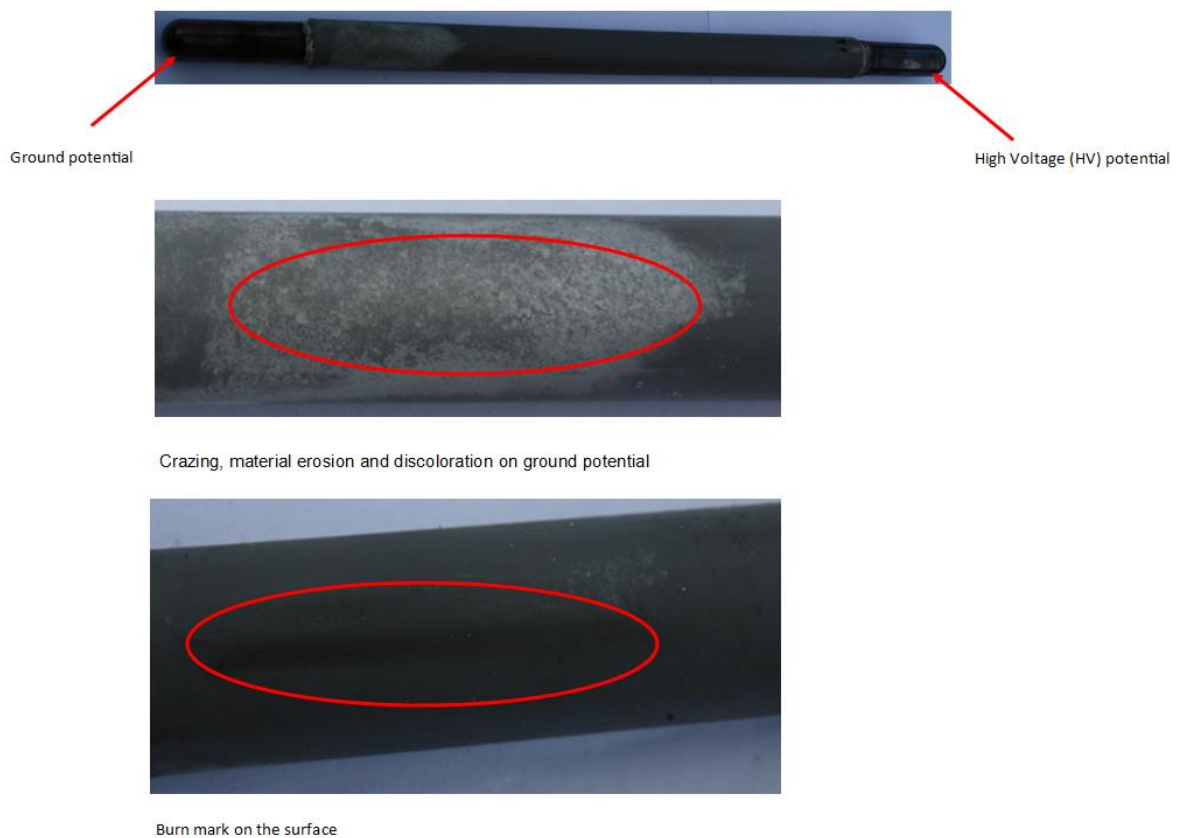 Ground potential
High Voltage (HV) potential
Crazing, material erosion and discoloration on ground potential
Burn mark on the surface